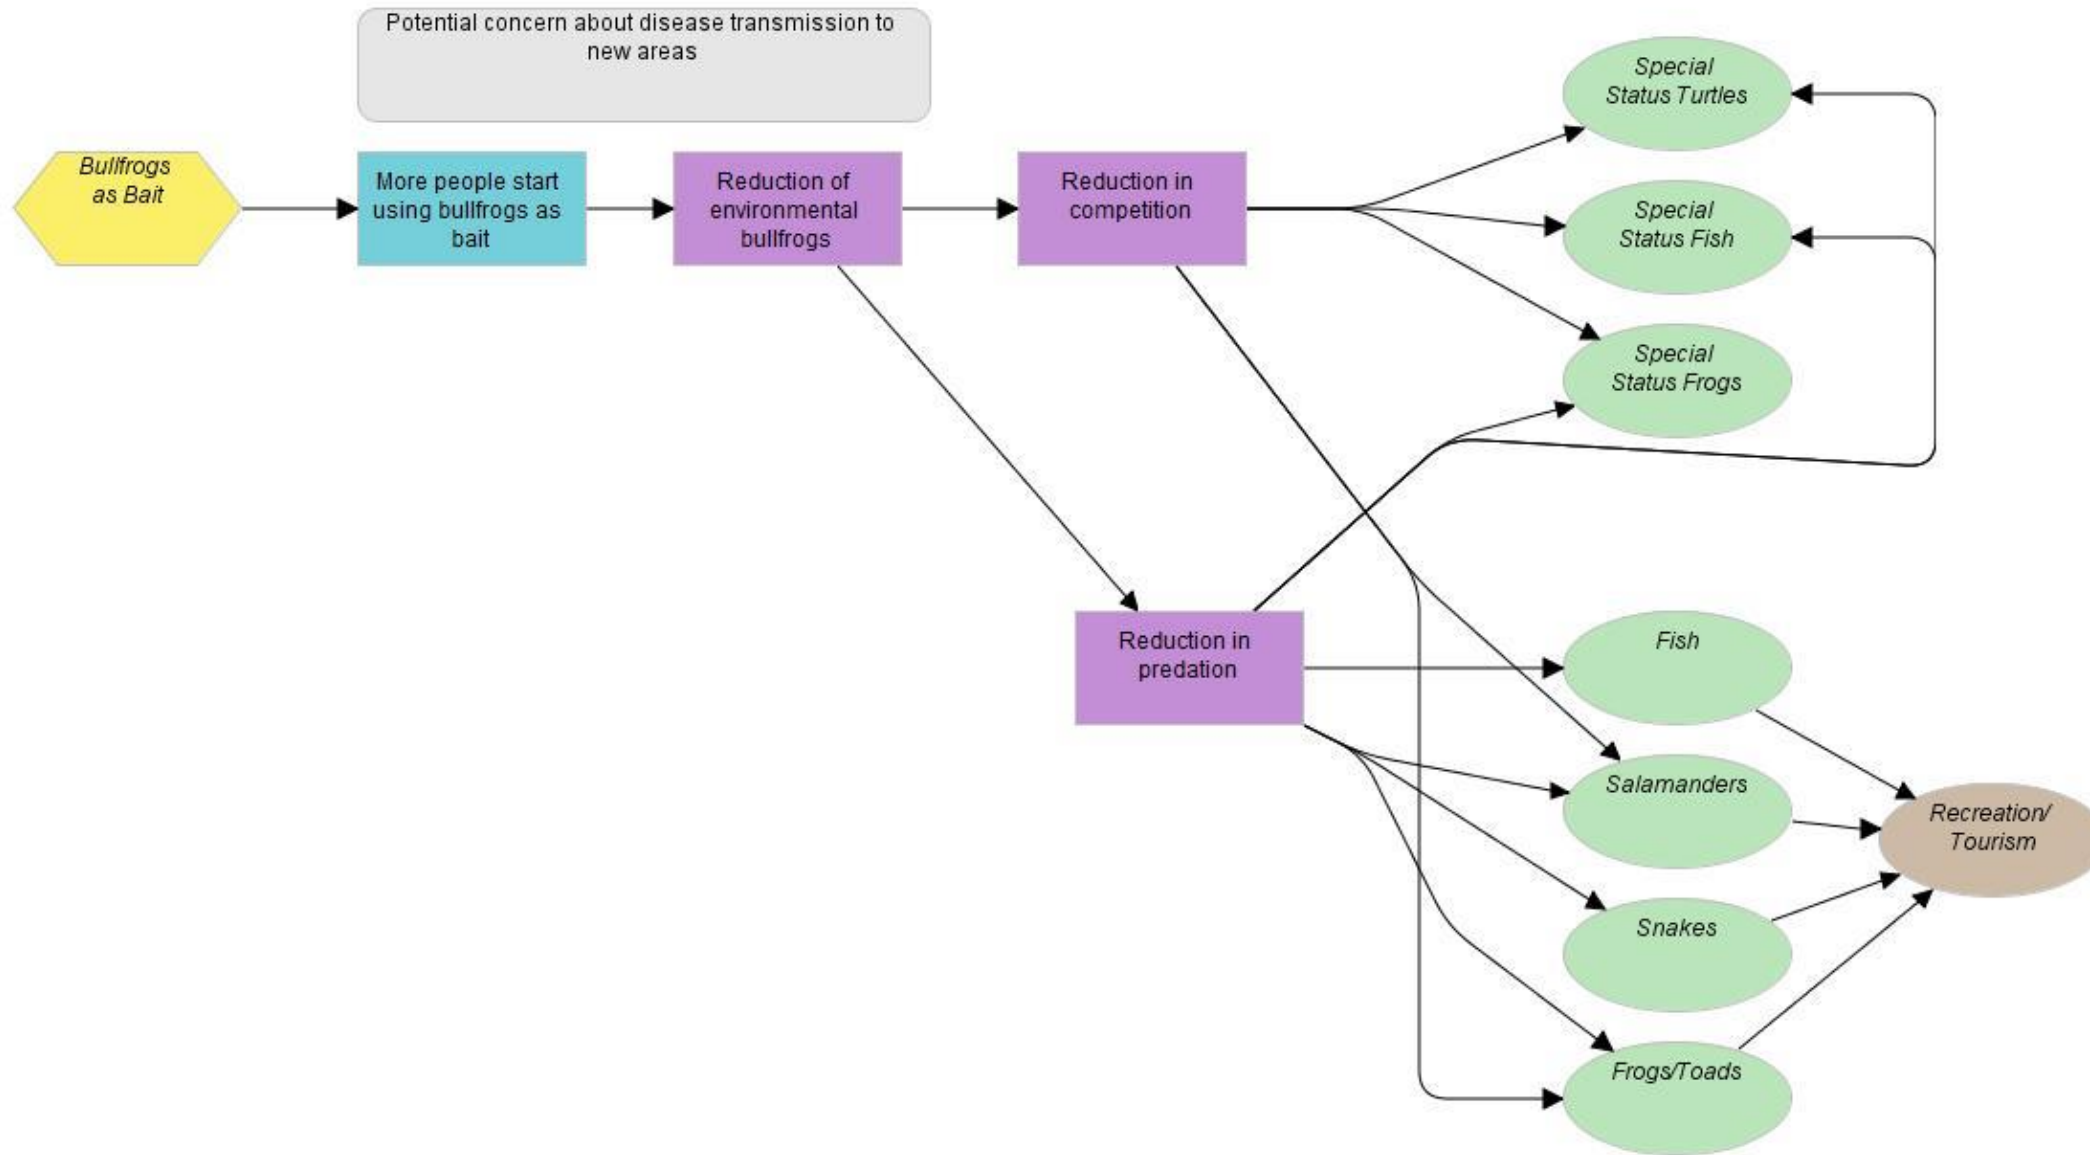 Potential concern about disease transmission to
new areas
Bullfrogs
as Bait
More people start
using bullfrogs as
bait
Reduction of
environmental
bullfrogs
Reduction in
competition
Special
Status Turtles
Special
Status Fish
Special
Status Frogs
Reduction in
predation
Fish
Salamanders
Snakes
Frogs/Toads
Recreation/
Tourism